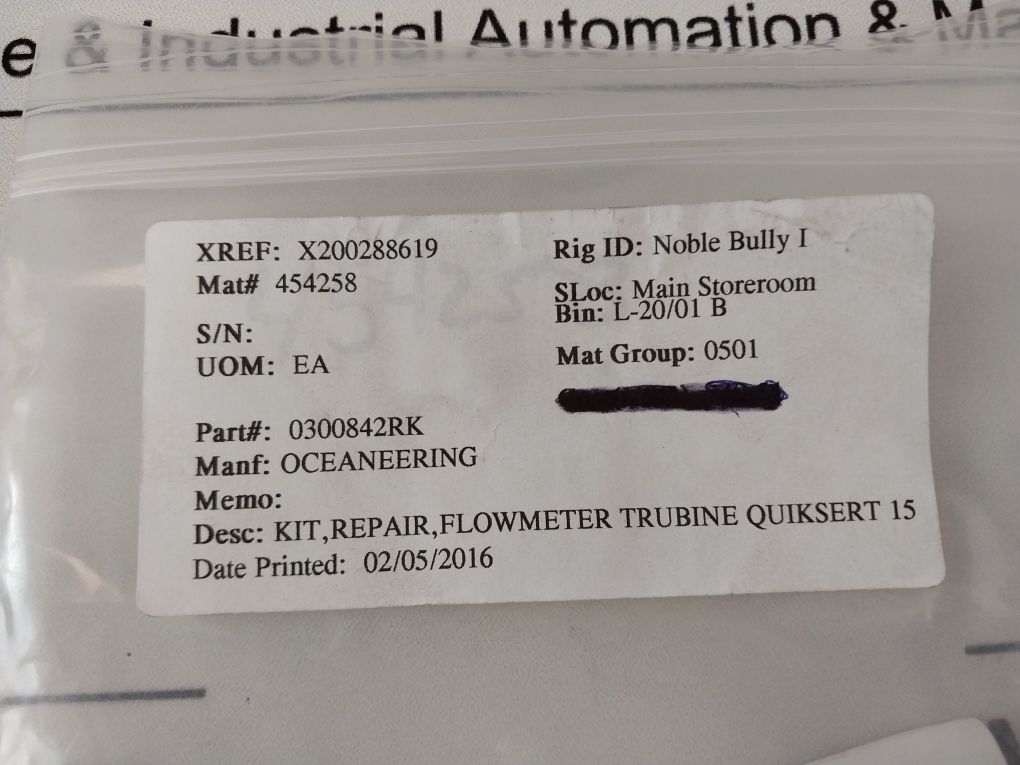 e & industrial Automation & Ma
XREF: X200288619
Mat# 454258
S/N:
UOM: EA
Part#: 0300842RK
Manf: OCEANEERING
Memo:
Desc: KIT,REPAIR,FLOWMETER TRUBINE QUIKSERT 15
Date Printed: 02/05/2016
Rig ID: Noble Bully I
SLoc: Main Storeroom
Bin: L-20/01 B
Mat Group: 0501